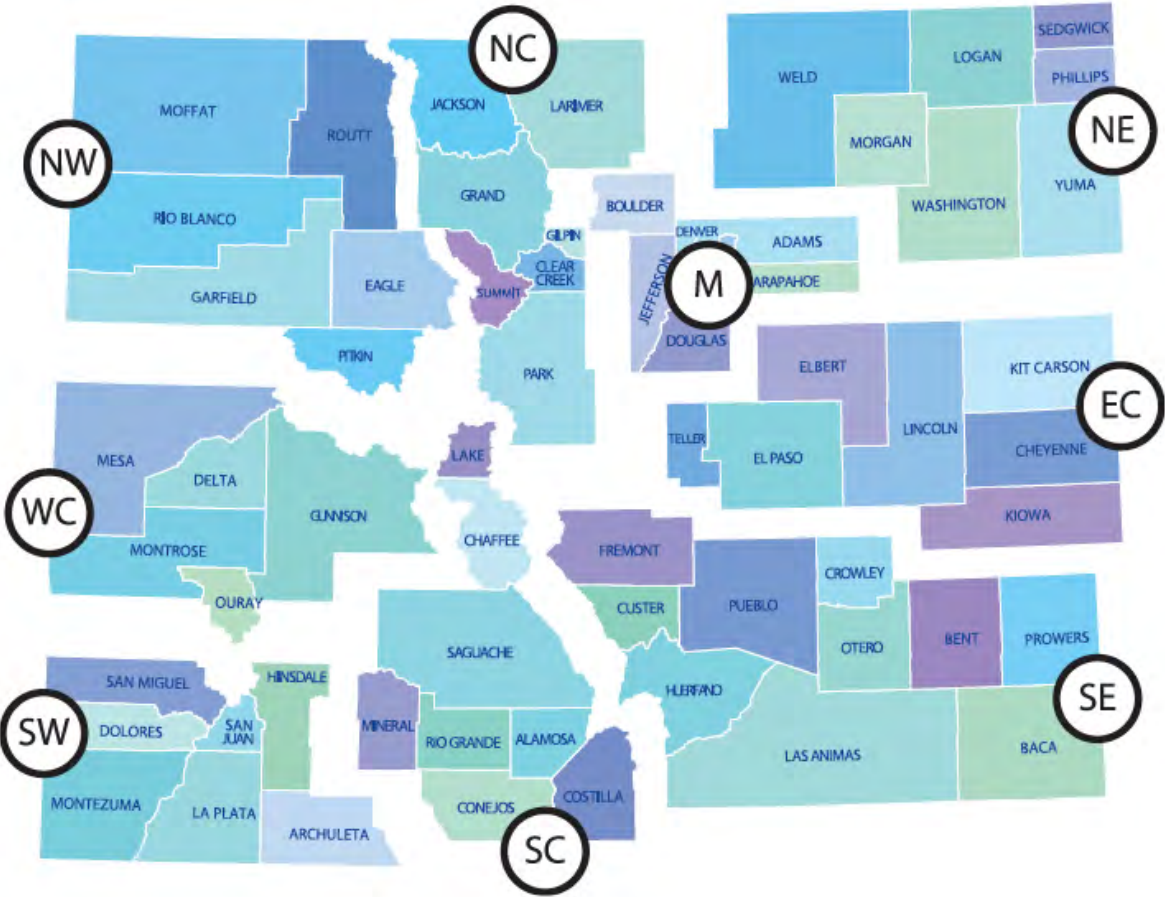 NC
SEDGWICK
LOGAN
WELD
PHILLIPS
JACKSON
LARIMER
MOFFAT
ROUTT
NE
MORGAN
NW
YUMA
GRAND
WASHINGTON
BOULDER
RIO BLANCO
DENVER
GILPIN
ADAMS
CLEAR
CREEK
ARAPAHOE
M
JEFFERSON
EAGLE
SUMMIT
GARFIELD
DOUGLAS
PITKIN
PARK
ELBERT
KIT CARSON
EC
LINCOLN
TELLER
CHEYENNE
LAKE
EL PASO
MESA
DELTA
WC
GUNNISON
KIOWA
CHAFFEE
MONTROSE
FREMONT
CROWLEY
OURAY
CUSTER
PUEBLO
OTERO
BENT
PROWERS
SAGUACHE
HINSDALE
SAN MIGUEL
HUERFANO
SE
SW
DOLORES
SAN
JUAN
MINERAL
RIO GRANDE
ALAMOSA
LAS ANIMAS
BACA
MONTEZUMA
LA PLATA
CONEJOS
COSTILLA
ARCHULETA
SC